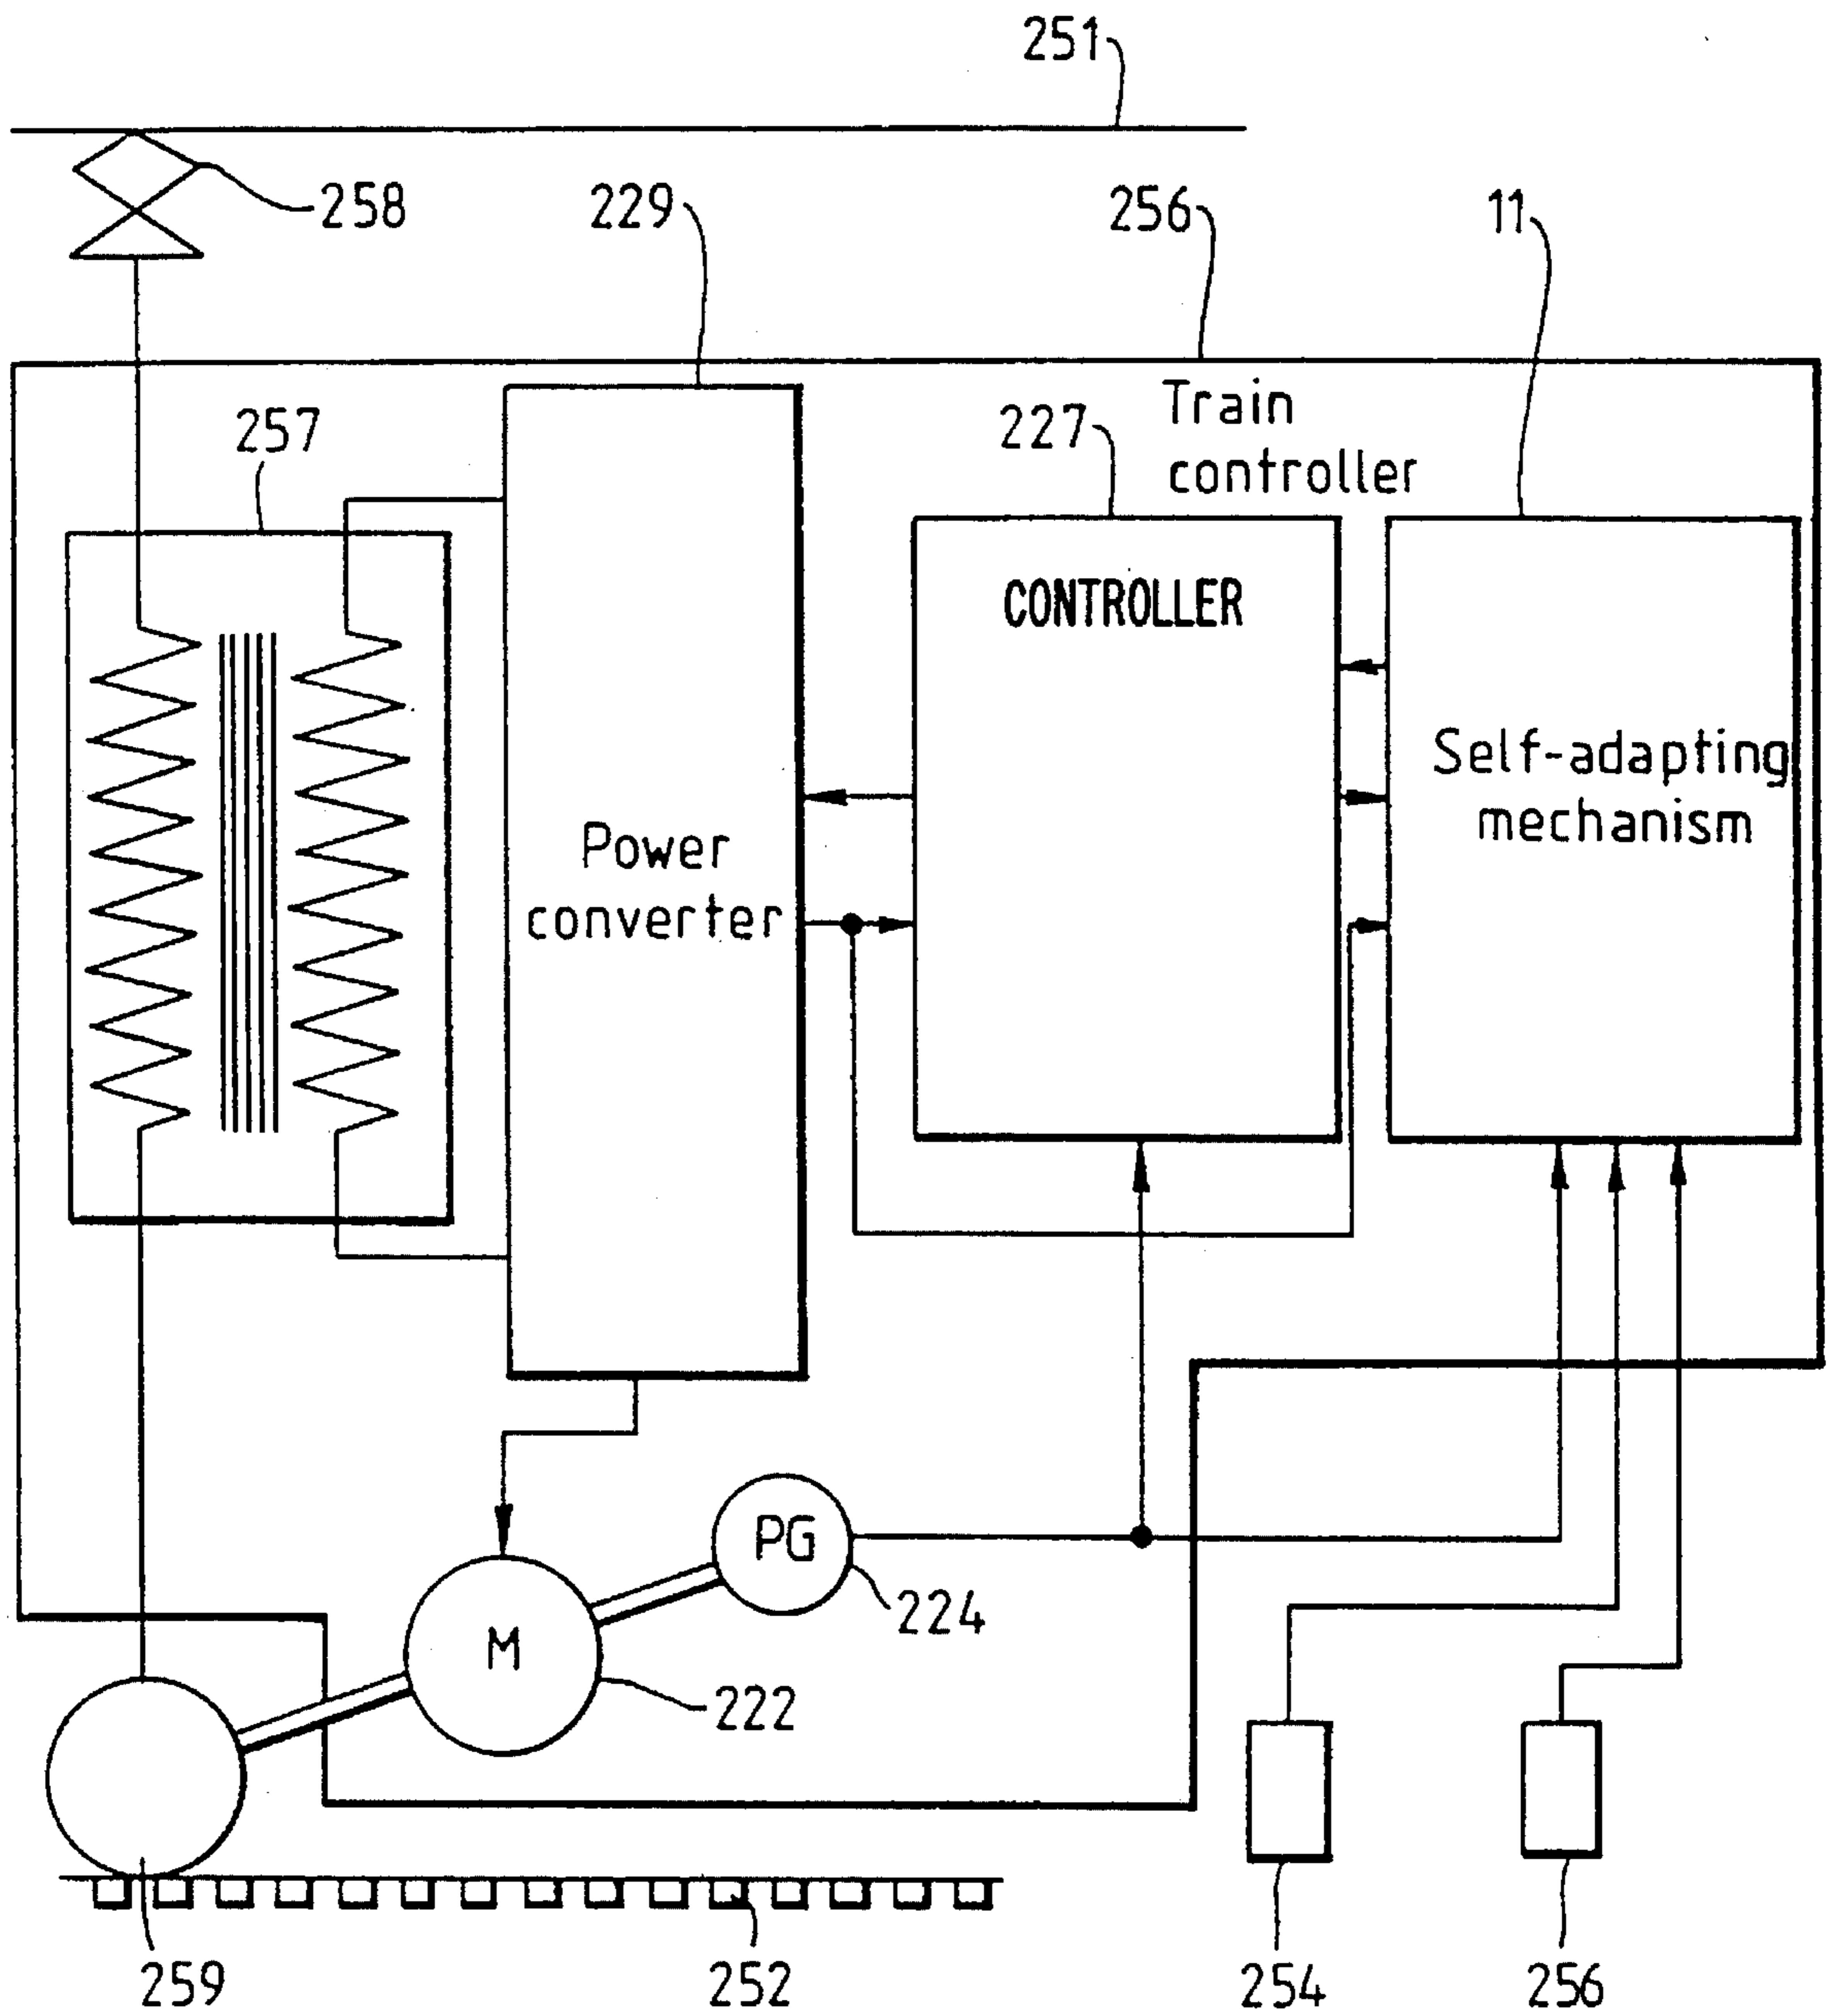 251
258
229
256
11
257
227
Train
controller
CONTROLLER
Self-adapting
mechanism
Power
converter
PG
224
M
222
259
252
254
256